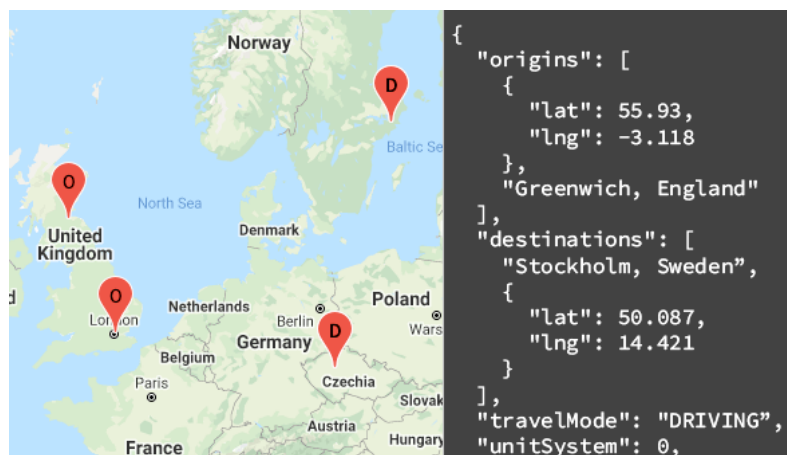 Norway
D
Baltic Se
O
North Sea
United
Kingdom
Denmark
O
London
Netherlands
Berlin
Poland
D
Wars
Germany
Belgium
Czechia
Paris
Slovak
Austria
France
Hungary
d
{
"origins": [
{
"lat": 55.93,
"lng": -3.118
},
"Greenwich, England"
],
"destinations": [
"Stockholm, Sweden”,
{
"lat": 50.087,
"lng": 14.421
}
],
"travelMode": "DRIVING”,
"unitSystem": 0,